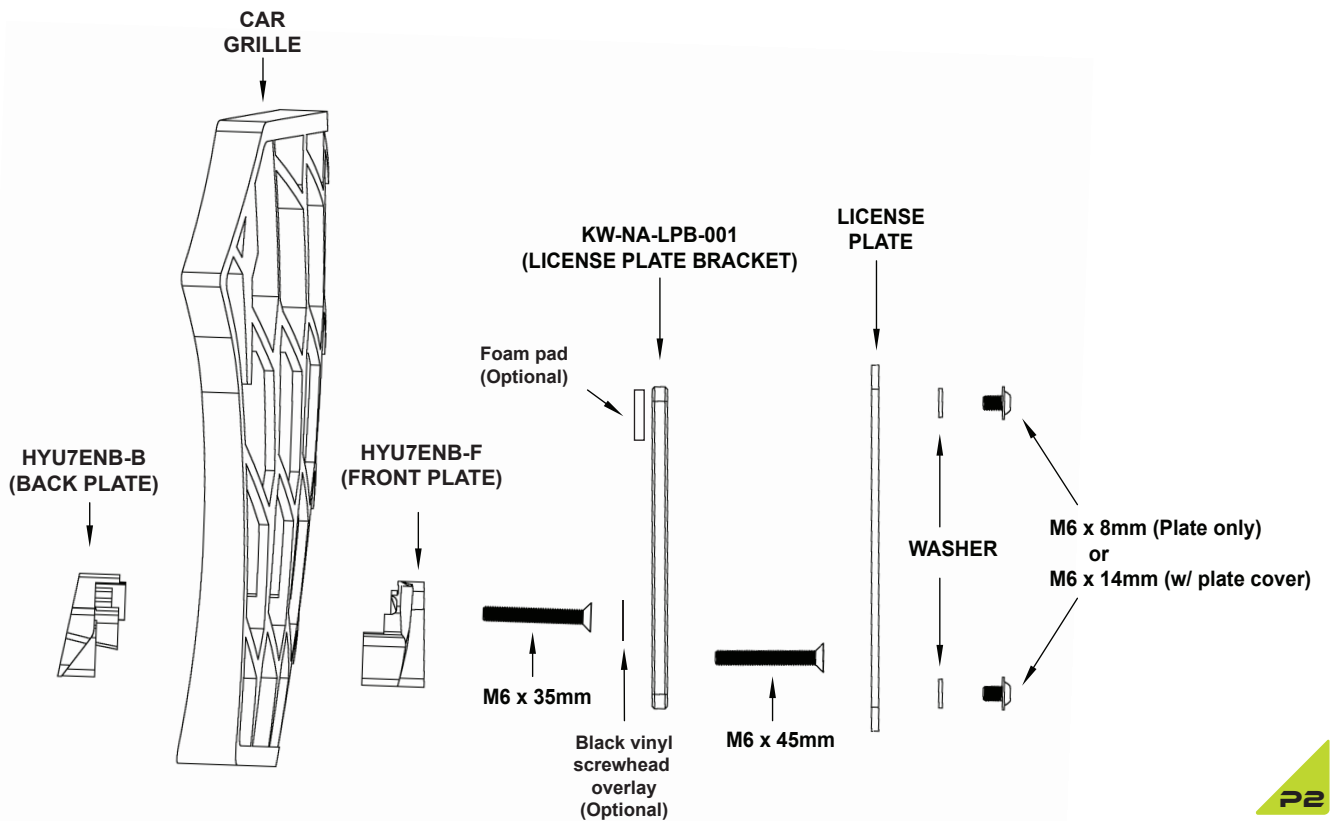 CAR
GRILLE
KW-NA-LPB-001
(LICENSE PLATE BRACKET)
LICENSE
PLATE
Foam pad
(Optional)
HYU7ENB-B
(BACK PLATE)
HYU7ENB-F
(FRONT PLATE)
WASHER
M6 x 8mm (Plate only)
or
M6 x 14mm (w/ plate cover)
M6 x 35mm
M6 x 45mm
Black vinyl
screwhead
overlay
(Optional)
P2